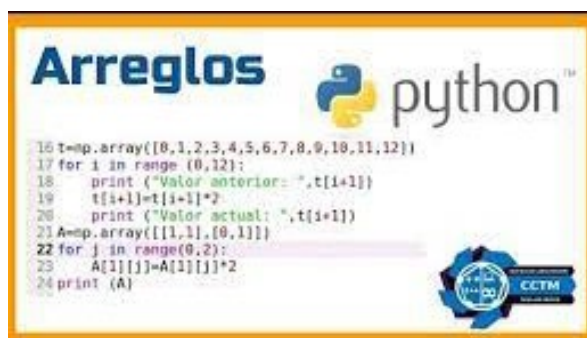 Arreglos
python™
16 t=np.array([0,1,2,3,4,5,6,7,8,9,10,11,12])
17 for i in range (0,12):
18     print ("Valor anterior: ",t[i+1])
19     t[i+1]=t[i+1]*2
20     print ("Valor actual: ",t[i+1])
21 A=np.array([[1,1],[0,1]])
22 for j in range(0,2):
23     A[1][j]=A[1][j]*2
24 print (A)
CCTM